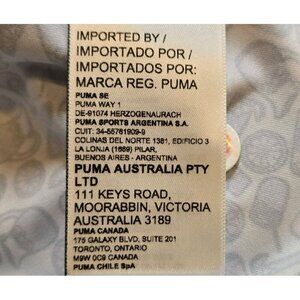 IMPORTED BY /
IMPORTADO POR /
IMPORTADOS POR:
MARCA REG. PUMA
PUMA SE
PUMA WAY 1
DE-91074 HERZOGENAURACH
PUMA SPORTS ARGENTINA S.A.
CUIT: 34-55761909-9
COLINAS DEL NORTE 1381, EDIFICIO 3
LA LONJA (1669) PILAR,
BUENOS AIRES - ARGENTINA
PUMA AUSTRALIA PTY
LTD
111 KEYS ROAD,
MOORABBIN, VICTORIA
AUSTRALIA 3189
PUMA CANADA
175 GALAXY BLVD, SUITE 201
TORONTO, ONTARIO
M9W 0C9 CANADA
PUMA CHILE SpA